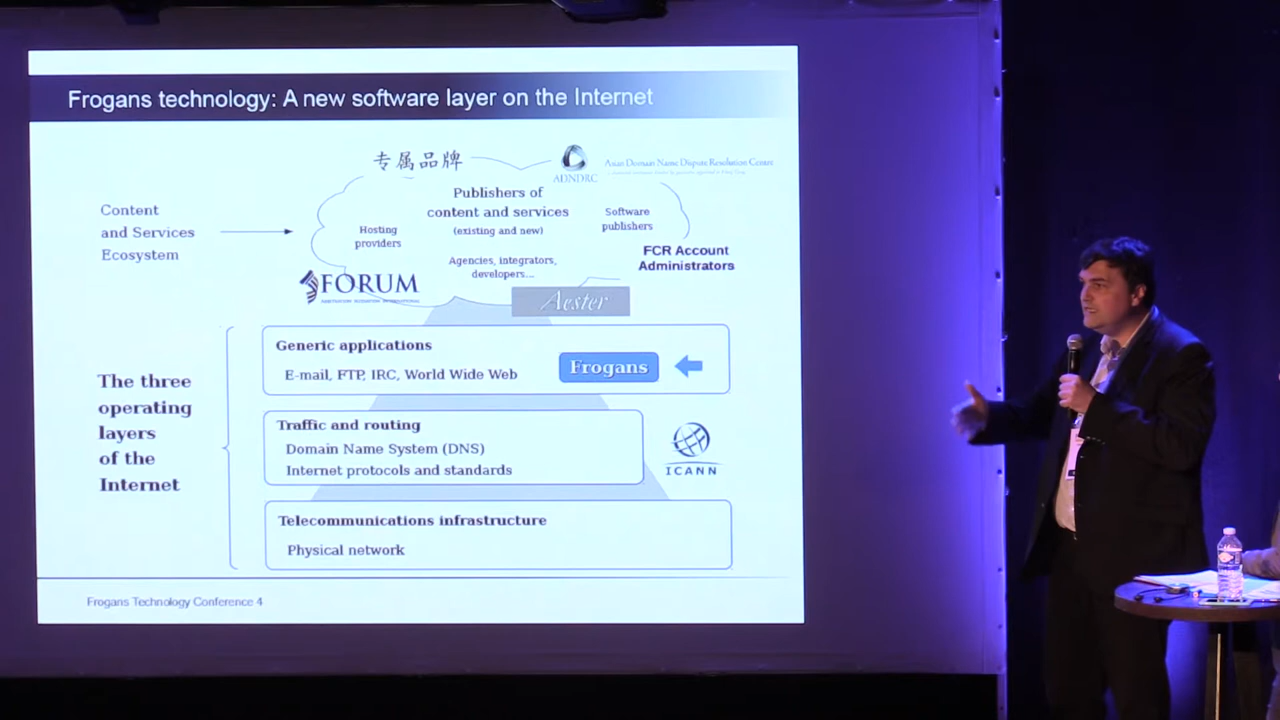 Frogans technology: A new software layer on the Internet
专属品牌
ADNDRC
Asian Domain Name Dispute Resolution Centre
Content
and Services
Ecosystem
Publishers of
content and services
(existing and new)
Hosting
providers
Software
publishers
Agencies, integrators,
developers...
FCR Account
Administrators
FORUM
Aester
The three
operating
layers
of the
Internet
Generic applications
E-mail, FTP, IRC, World Wide Web
Frogans
Traffic and routing
Domain Name System (DNS)
Internet protocols and standards
ICANN
Telecommunications infrastructure
Physical network
Frogans Technology Conference 4